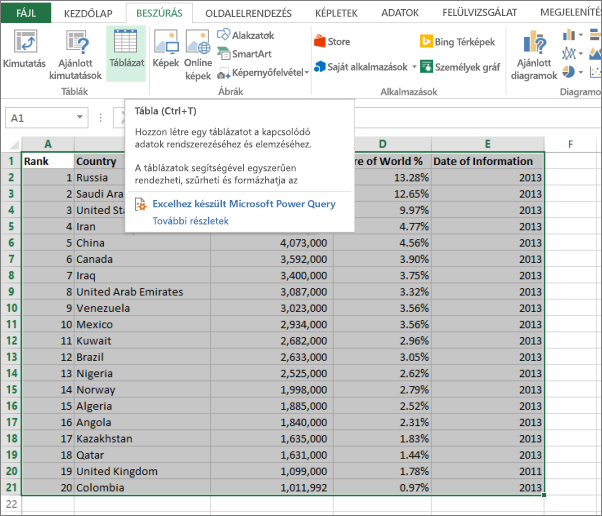 FÁJL KEZDŐLAP BESZÚRÁS OLDALELRENDEZÉS KÉPLETEK ADATOK FELÜLVIZSGÁLAT MEGJELENÍTÉS
Kimutatás Ajánlott kimutatások Táblázat Képek Online képek Alakzatok SmartArt Képernyőfelvétel Store Saját alkalmazások Bing Térképek Személyek gráf Ajánlott diagramok
Táblák Ábrák Alkalmazások Diagramo
A1
Tábla (Ctrl+T)
Hozzon létre egy táblázatot a kapcsolódó
adatok rendszerezéséhez és elemzéséhez.
A táblázatok segítségével egyszerűen
rendezheti, szűrheti és formázhatja az
Excelhez készült Microsoft Power Query
További részletek
A D E F
1 Rank Country re of World % Date of Information
2 1 Russia 13.28% 2013
3 2 Saudi Ara 12.65% 2013
4 3 United Sta 9.97% 2013
5 4 Iran 4.77% 2013
6 5 China 4,073,000 4.56% 2013
7 6 Canada 3,592,000 3.90% 2013
8 7 Iraq 3,400,000 3.75% 2013
9 8 United Arab Emirates 3,087,000 3.32% 2013
10 9 Venezuela 3,023,000 3.56% 2013
11 10 Mexico 2,934,000 3.56% 2013
12 11 Kuwait 2,682,000 2.96% 2013
13 12 Brazil 2,633,000 3.05% 2013
14 13 Nigeria 2,525,000 2.62% 2013
15 14 Norway 1,998,000 2.79% 2013
16 15 Algeria 1,885,000 2.52% 2013
17 16 Angola 1,840,000 2.31% 2013
18 17 Kazakhstan 1,635,000 1.83% 2013
19 18 Qatar 1,631,000 1.44% 2013
20 19 United Kingdom 1,099,000 1.78% 2011
21 20 Colombia 1,011,992 0.97% 2013
22